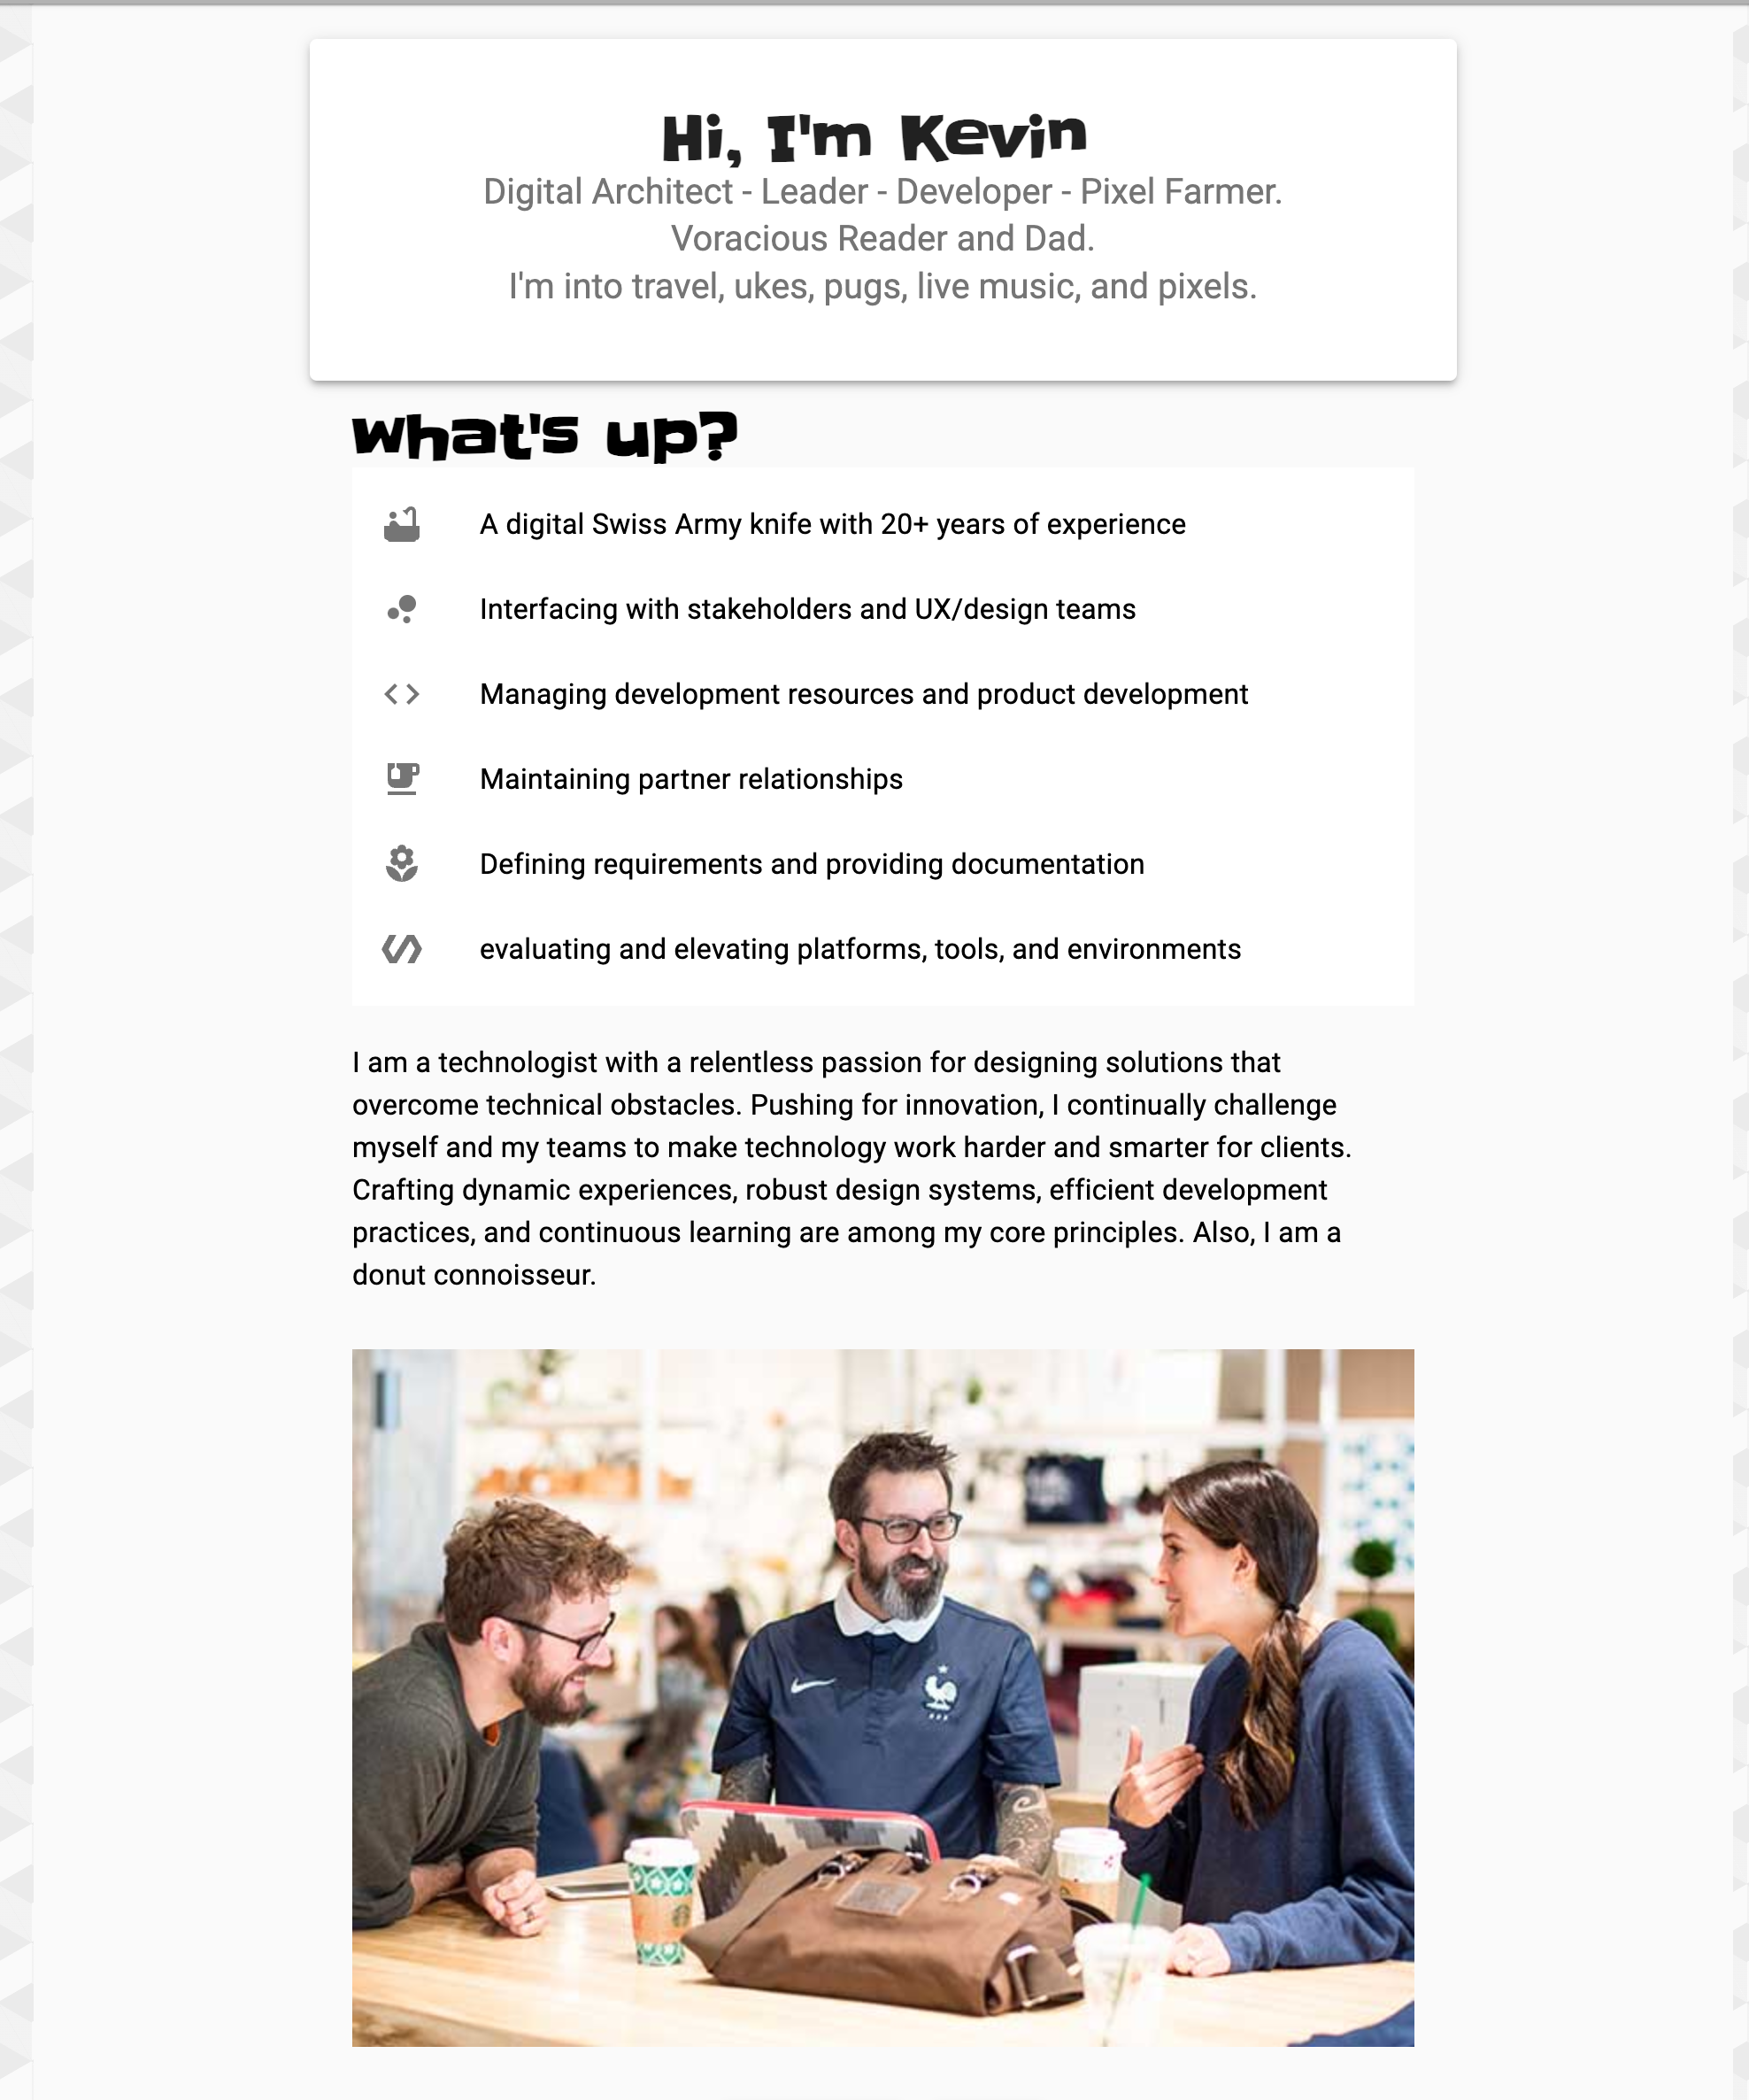 Hi, I'm Kevin
Digital Architect - Leader - Developer - Pixel Farmer.
Voracious Reader and Dad.
I'm into travel, ukes, pugs, live music, and pixels.
What's up?
A digital Swiss Army knife with 20+ years of experience
Interfacing with stakeholders and UX/design teams
Managing development resources and product development
Maintaining partner relationships
Defining requirements and providing documentation
evaluating and elevating platforms, tools, and environments
I am a technologist with a relentless passion for designing solutions that
overcome technical obstacles. Pushing for innovation, I continually challenge
myself and my teams to make technology work harder and smarter for clients.
Crafting dynamic experiences, robust design systems, efficient development
practices, and continuous learning are among my core principles. Also, I am a
donut connoisseur.